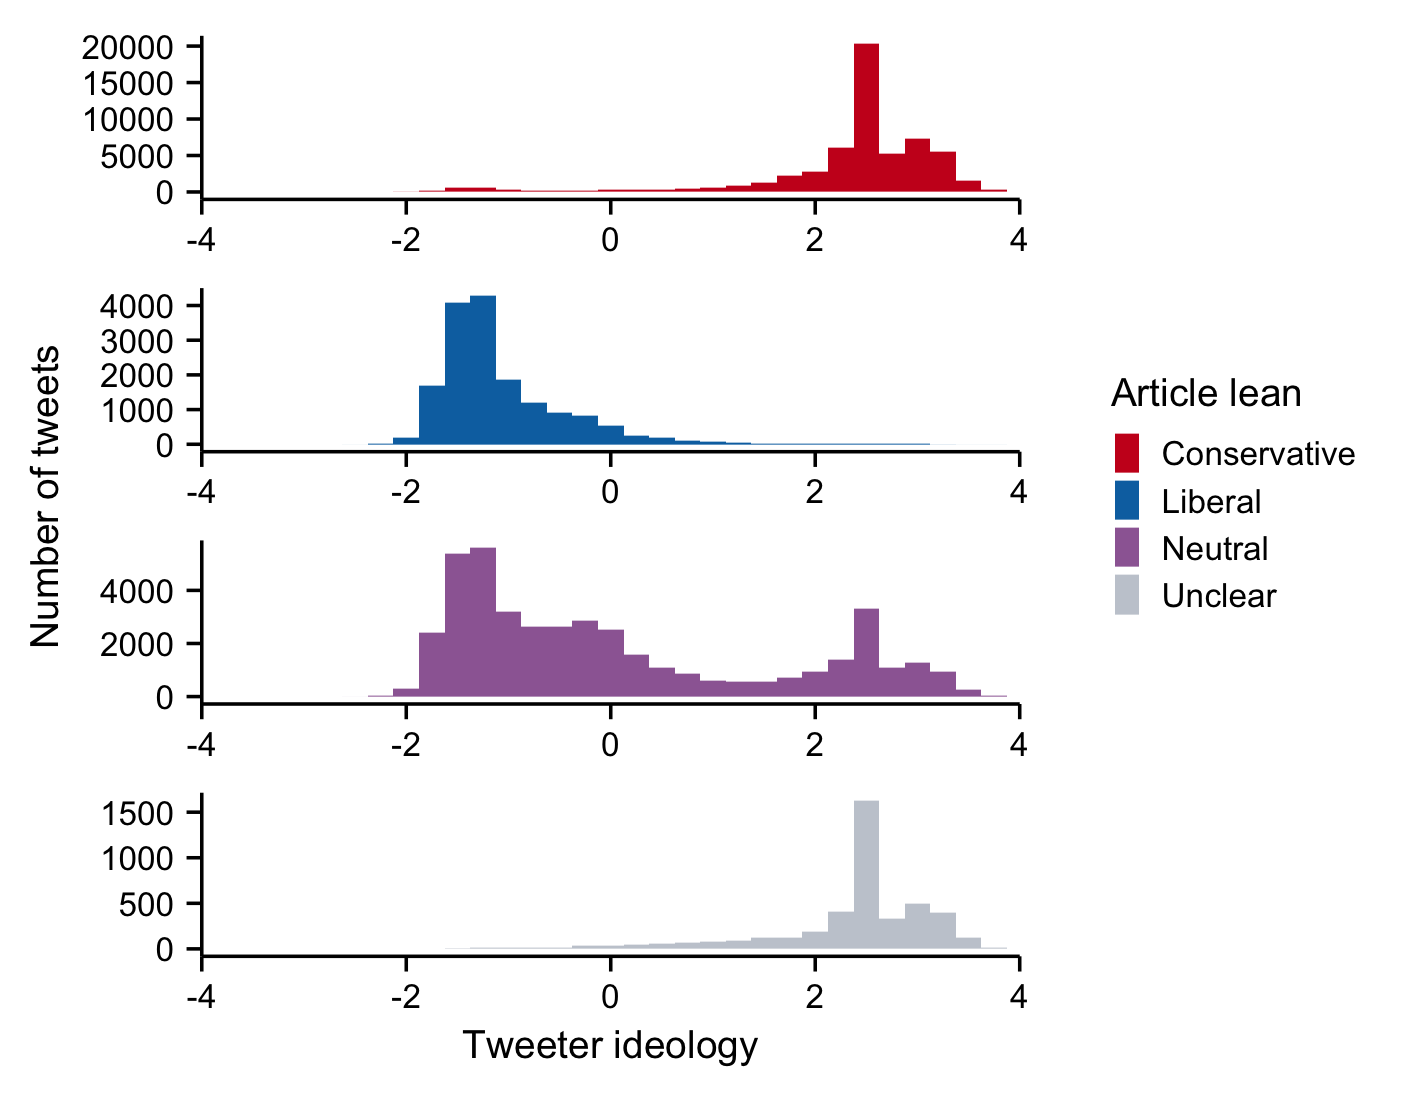 20000
15000
10000
5000
0
-4 -2 0 2 4
4000
3000
2000
1000
0
-4 -2 0 2 4
Number of tweets
4000
2000
0
-4 -2 0 2 4
1500
1000
500
0
-4 -2 0 2 4
Tweeter ideology
Article lean
Conservative
Liberal
Neutral
Unclear